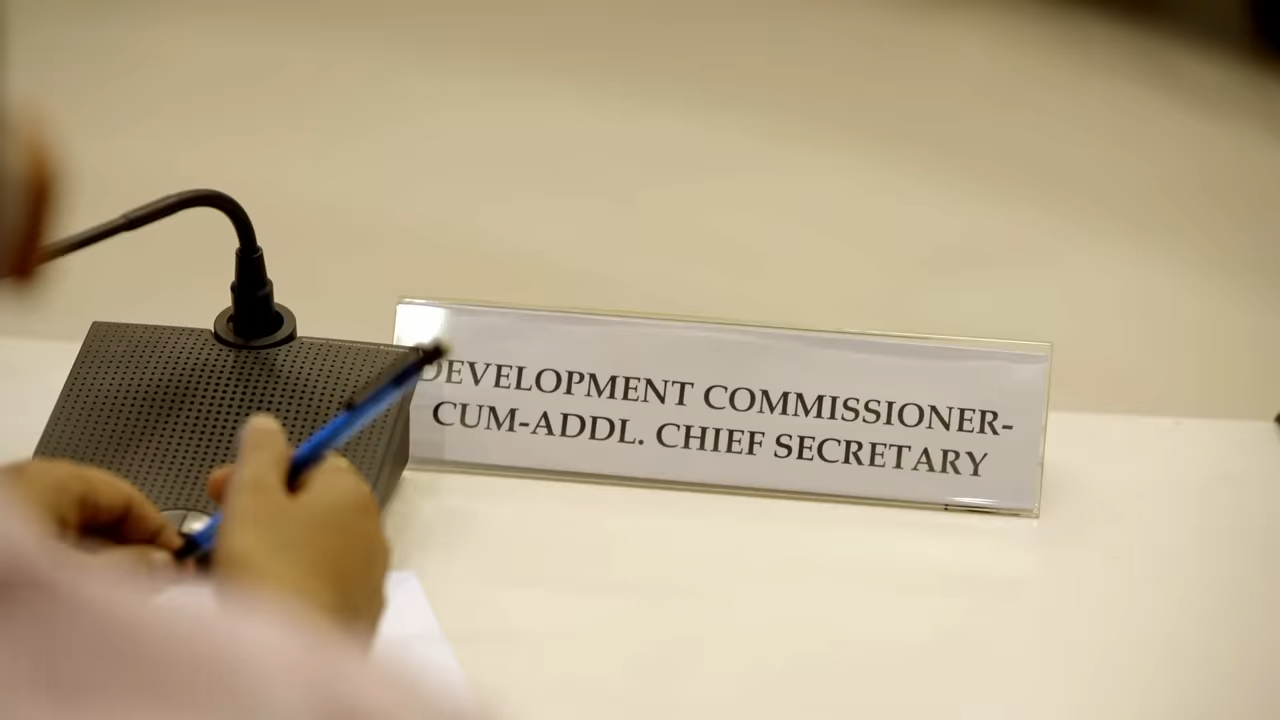 DEVELOPMENT COMMISSIONER-
CUM-ADDL. CHIEF SECRETARY